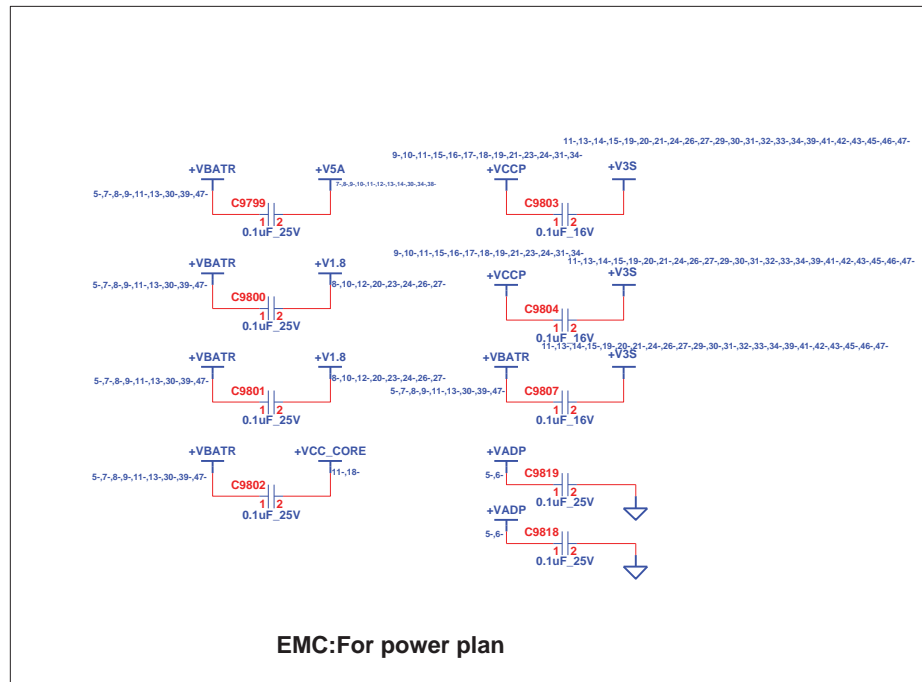 11-,13-,14-,15-,19-,20-,21-,24-,26-,27-,29-,30-,31-,32-,33-,34-,39-,41-,42-,43-,45-,46-,47-
9-,10-,11-,15-,16-,17-,18-,19-,21-,23-,24-,31-,34-
+VBATR +V5A +VCCP +V3S
5-,7-,8-,9-,11-,13-,30-,39-,47- 7-,8-,9-,10-,11-,12-,13-,14-,30-,34-,38-
C9799 C9803
1 2 1 2
0.1uF_25V 0.1uF_16V
9-,10-,11-,15-,16-,17-,18-,19-,21-,23-,24-,31-,34-
+VBATR +V1.8 11-,13-,14-,15-,19-,20-,21-,24-,26-,27-,29-,30-,31-,32-,33-,34-,39-,41-,42-,43-,45-,46-,47-
+VCCP +V3S
5-,7-,8-,9-,11-,13-,30-,39-,47- 8-,10-,12-,20-,23-,24-,26-,27-
C9800 C9804
1 2 1 2
0.1uF_25V 0.1uF_16V
11-,13-,14-,15-,19-,20-,21-,24-,26-,27-,29-,30-,31-,32-,33-,34-,39-,41-,42-,43-,45-,46-,47-
+VBATR +V1.8 +VBATR +V3S
5-,7-,8-,9-,11-,13-,30-,39-,47- 8-,10-,12-,20-,23-,24-,26-,27-
C9801 5-,7-,8-,9-,11-,13-,30-,39-,47- C9807
1 2 1 2
0.1uF_25V 0.1uF_16V
+VBATR +VCC_CORE +VADP
5-,7-,8-,9-,11-,13-,30-,39-,47- 11-,18- 5-,6-
C9802 C9819
1 2 1 2
0.1uF_25V 0.1uF_25V
+VADP
5-,6-
C9818
1 2
0.1uF_25V
EMC:For power plan